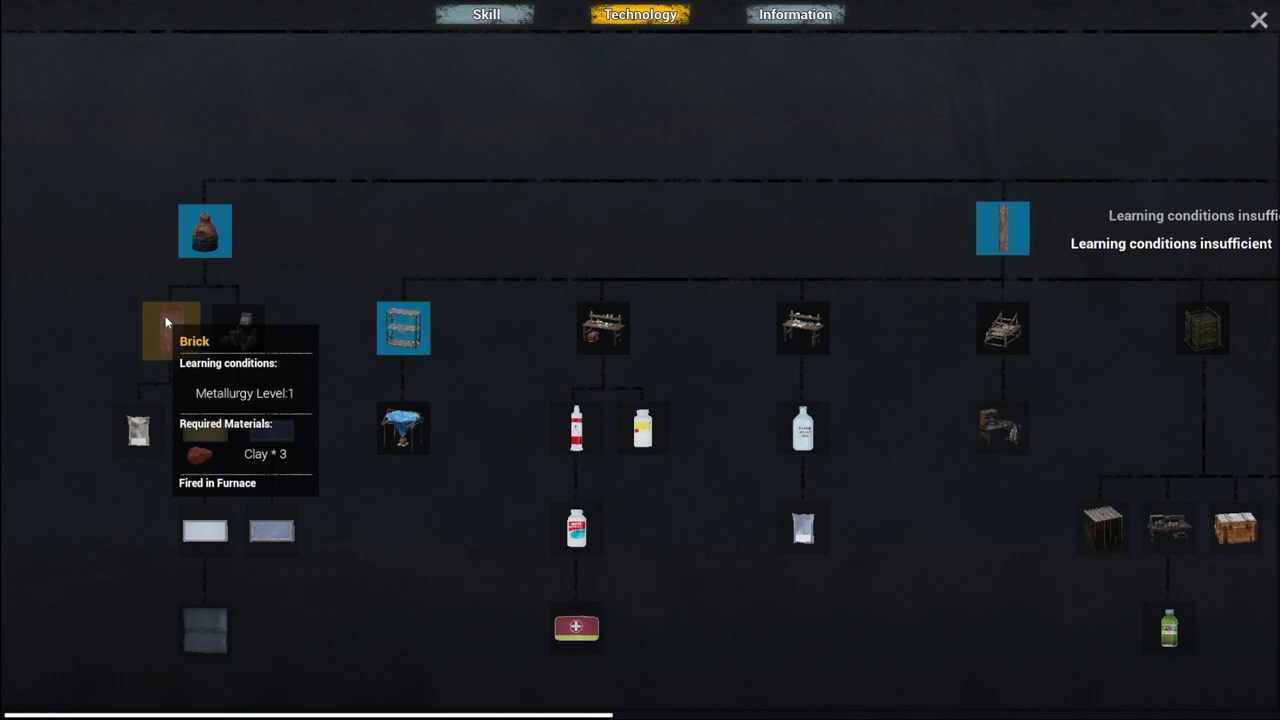 Skill
Technology
Information
Learning conditions insuffi
Learning conditions insufficient
Brick
Learning conditions:
Metallurgy Level:1
Required Materials:
Clay * 3
Fired in Furnace